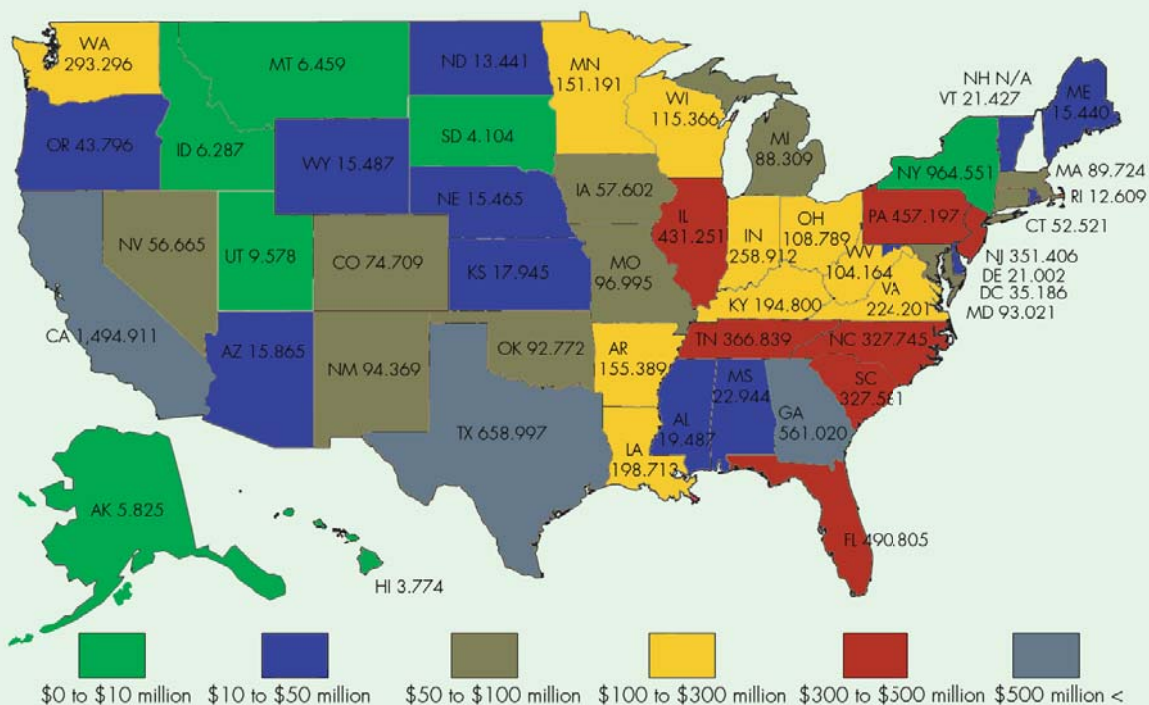 WA
293.296
MT 6.459
ND 13.441
MN
151.191
NH N/A
VT 21.427
ME
15.440
OR 43.796
ID 6.287
WY 15.487
SD 4.104
WI
115.366
MI
88.309
NY 964.551
MA 89.724
RI 12.609
CT 52.521
NE 15.465
IA 57.602
IL
431.251
IN
258.912
OH
108.789
PA 457.197
NJ 351.406
DE 21.002
DC 35.186
MD 93.021
NV 56.665
UT 9.578
CO 74.709
KS 17.945
MO
96.995
WV
104.164
VA
224.201
KY 194.800
CA 1,494.911
AZ 15.865
NM 94.369
OK 92.772
AR
155.389
TN 366.839
NC 327.745
SC
327.581
MS
22.944
AL
19.487
GA
561.020
TX 658.997
LA
198.713
FL 490.805
AK 5.825
HI 3.774
$0 to $10 million
$10 to $50 million
$50 to $100 million
$100 to $300 million
$300 to $500 million
$500 million <